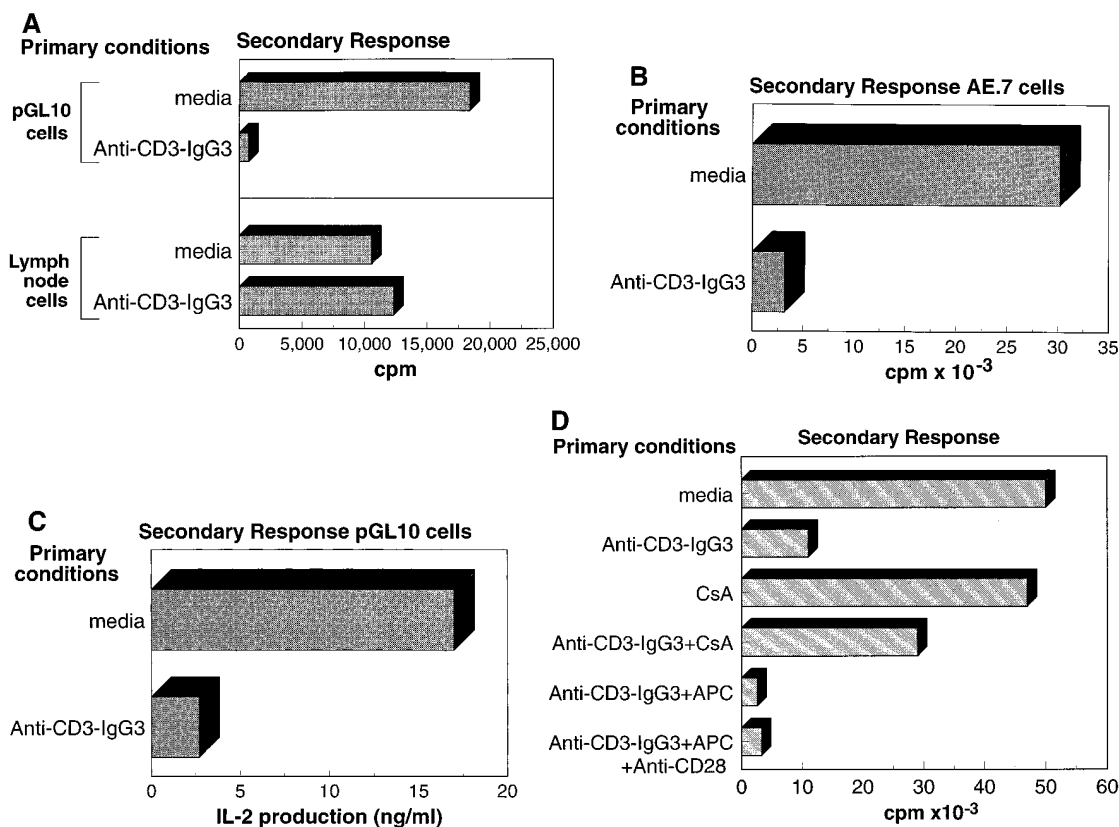 A
Primary conditions
Secondary Response
pGL10
cells
media
Anti-CD3-IgG3
Lymph
node
cells
media
Anti-CD3-IgG3
0 5,000 10,000 15,000 20,000 25,000
cpm
B
Secondary Response AE.7 cells
Primary
conditions
media
Anti-CD3-IgG3
0 5 10 15 20 25 30 35
cpm x 10-3
C
Secondary Response pGL10 cells
Primary
conditions
media
Anti-CD3-IgG3
0 5 10 15 20
IL-2 production (ng/ml)
D
Primary conditions
Secondary Response
media
Anti-CD3-IgG3
CsA
Anti-CD3-IgG3+CsA
Anti-CD3-IgG3+APC
Anti-CD3-IgG3+APC
+Anti-CD28
0 10 20 30 40 50 60
cpm x10-3